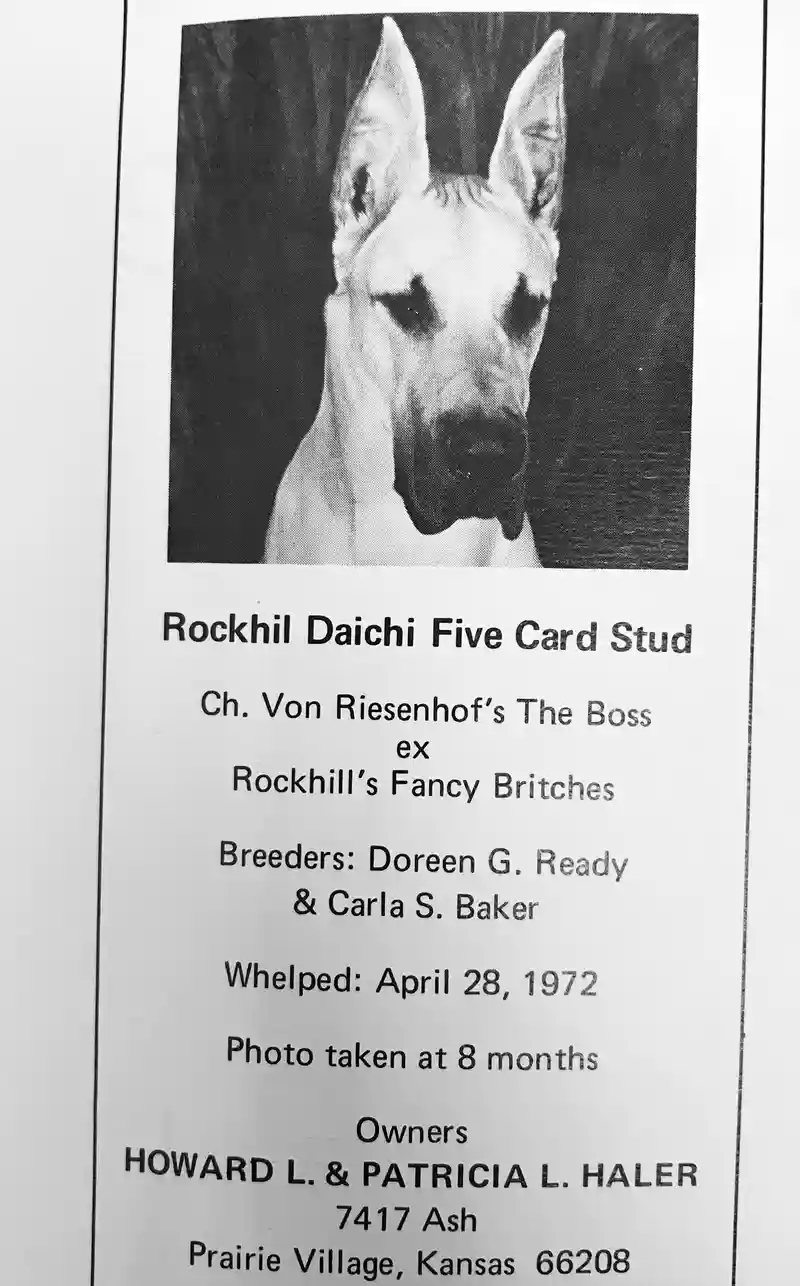 Rockhil Daichi Five Card Stud
Ch. Von Riesenhof's The Boss
ex
Rockhill's Fancy Britches
Breeders: Doreen G. Ready
& Carla S. Baker
Whelped: April 28, 1972
Photo taken at 8 months
Owners
HOWARD L. & PATRICIA L. HALER
7417 Ash
Prairie Village, Kansas 66208